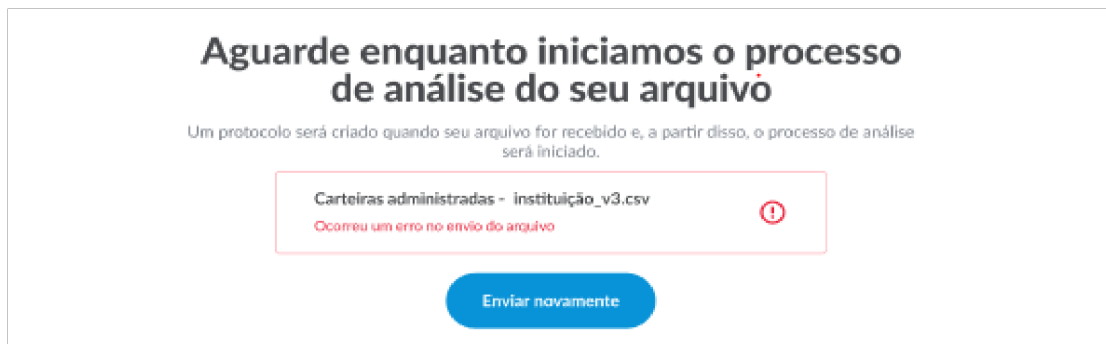 Aguarde enquanto iniciamos o processo
de análise do seu arquivo
Um protocolo será criado quando seu arquivo for recebido e, a partir disso, o processo de análise
será iniciado.
Carteiras administradas - instituição_v3.csv
Ocorreu um erro no envio do arquivo
Enviar novamente